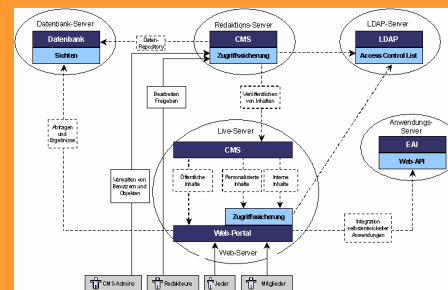 Datenbank-Server
Redaktions-Server
LDAP-Server
Datenbank
Sichten
Daten-
Repository
CMS
Zugriffssicherung
LDAP
Access Control List
Bearbeiten
Freigeben
Veröffentlichen
von Inhalten
Anwendungs-
Server
EAI
Web-API
Abfragen
und
Ergebnisse
Live-Server
CMS
Verwalten von
Benutzern und
Objekten
Öffentliche
Inhalte
Personalisierte
Inhalte
Interne
Inhalte
Zugriffssicherung
Web-Portal
Web-Server
Integration
selbstentwickelter
Anwendungen
CMS-Admins
Redakteure
Jeder
Mitglieder